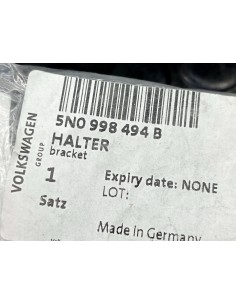 5N0 998 494 B
HALTER
bracket
VOLKSWAGEN
GROUP
1
Satz
Expiry date: NONE
LOT:
Made in Germany